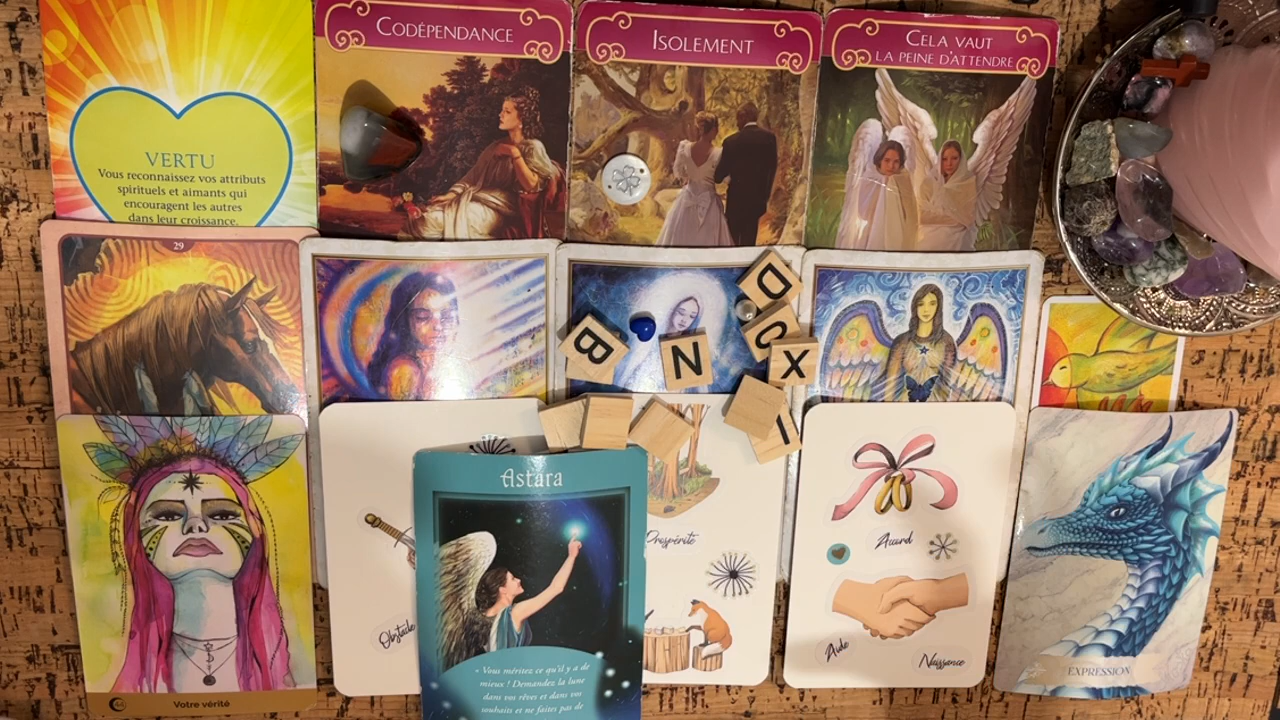 CODÉPENDANCE
ISOLEMENT
CELA VAUT
LA PEINE D'ATTENDRE
VERTU
Vous reconnaissez vos attributs
spirituels et aimants qui
encouragent les autres
dans leur croissance.
29
D
B
N
X
I
Astara
Prospérité
Accord
Obstacle
Aide
Naissance
« Vous méritez ce qu'il y a de
mieux ! Demandez la lune
dans vos rêves et dans vos
souhaits et ne faites pas de
EXPRESSION
44
Votre vérité